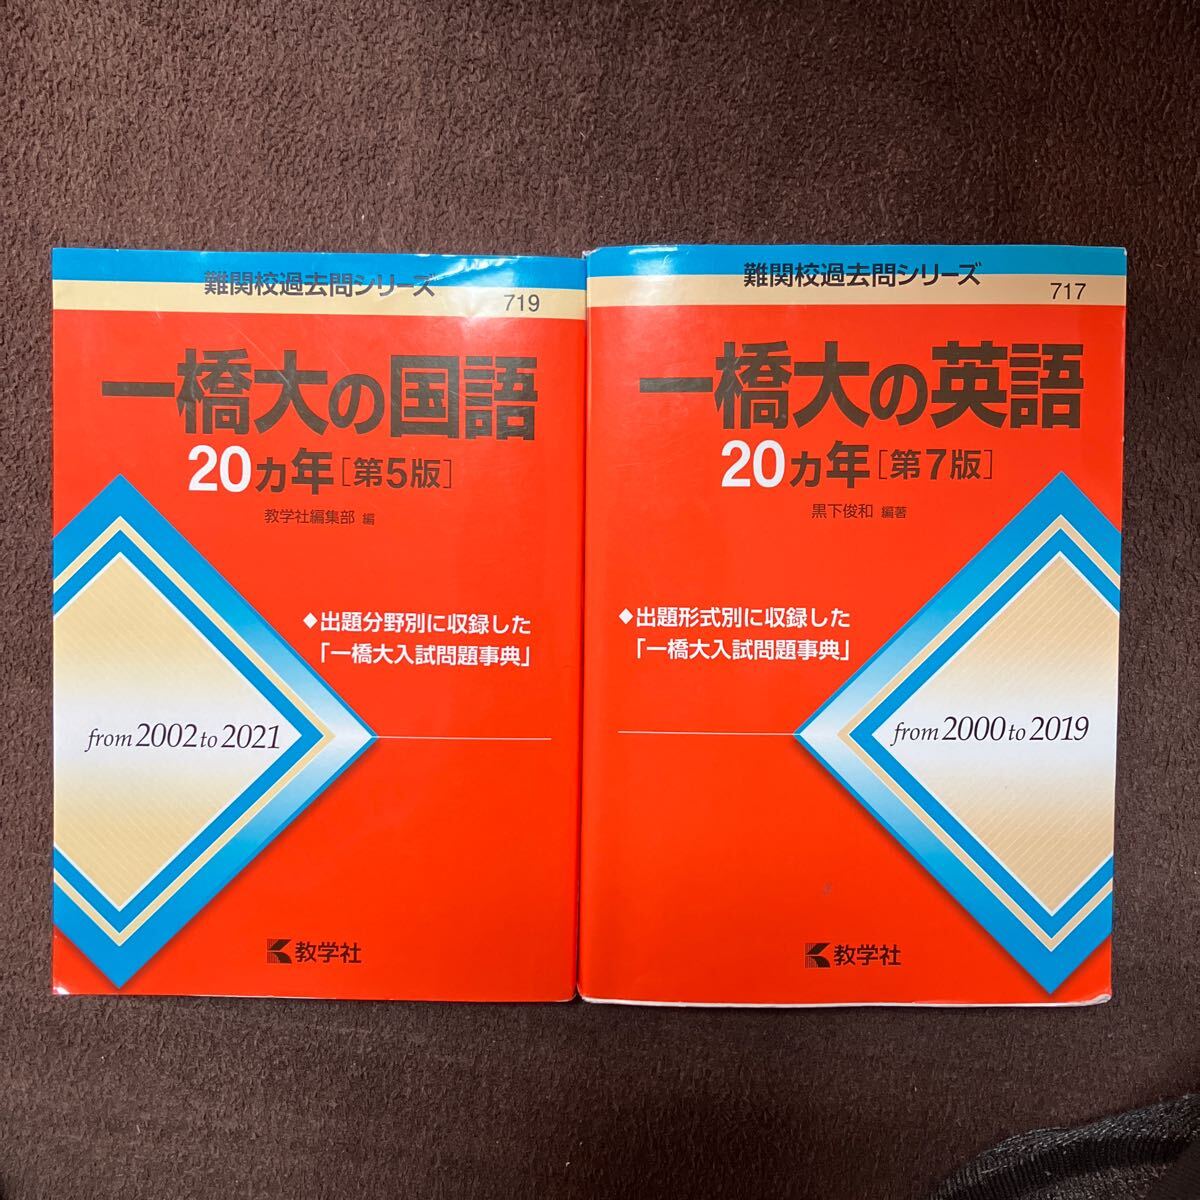 難関校過去問シリーズ
719
一橋大の国語
20カ年[第5版]
教学社編集部 編
◆出題分野別に収録した
「一橋大入試問題事典」
from 2002 to 2021
教学社
難関校過去問シリーズ
717
一橋大の英語
20カ年[第7版]
黒下俊和 編著
◆出題形式別に収録した
「一橋大入試問題事典」
from 2000 to 2019
教学社